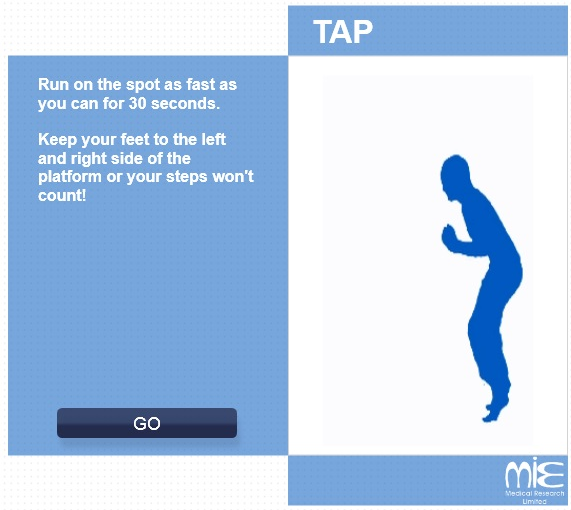 TAP
Run on the spot as fast as
you can for 30 seconds.
Keep your feet to the left
and right side of the
platform or your steps won't
count!
GO
mie
Medical Research
Limited